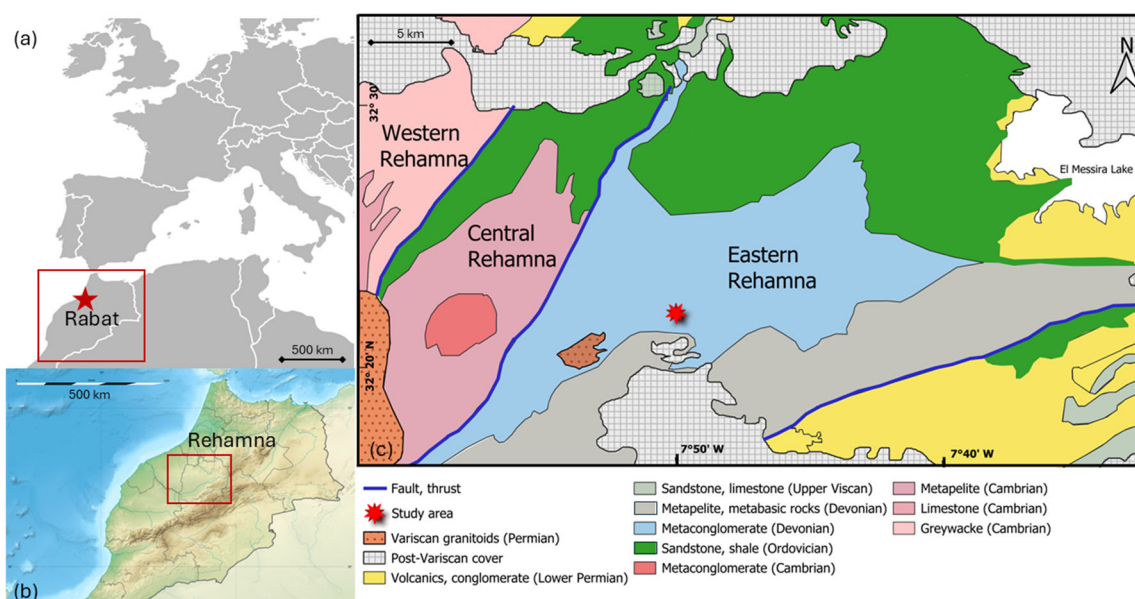 (a)
Rabat
500 km
500 km
Rehamna
(b)
5 km
N
32° 30'
Western
Rehamna
El Messira Lake
Central
Rehamna
Eastern
Rehamna
32° 20' N
(c)
7°50' W
7°40' W
Fault, thrust
Study area
Variscan granitoids (Permian)
Post-Variscan cover
Volcanics, conglomerate (Lower Permian)
Sandstone, limestone (Upper Viscan)
Metapelite, metabasic rocks (Devonian)
Metaconglomerate (Devonian)
Sandstone, shale (Ordovician)
Metaconglomerate (Cambrian)
Metapelite (Cambrian)
Limestone (Cambrian)
Greywacke (Cambrian)